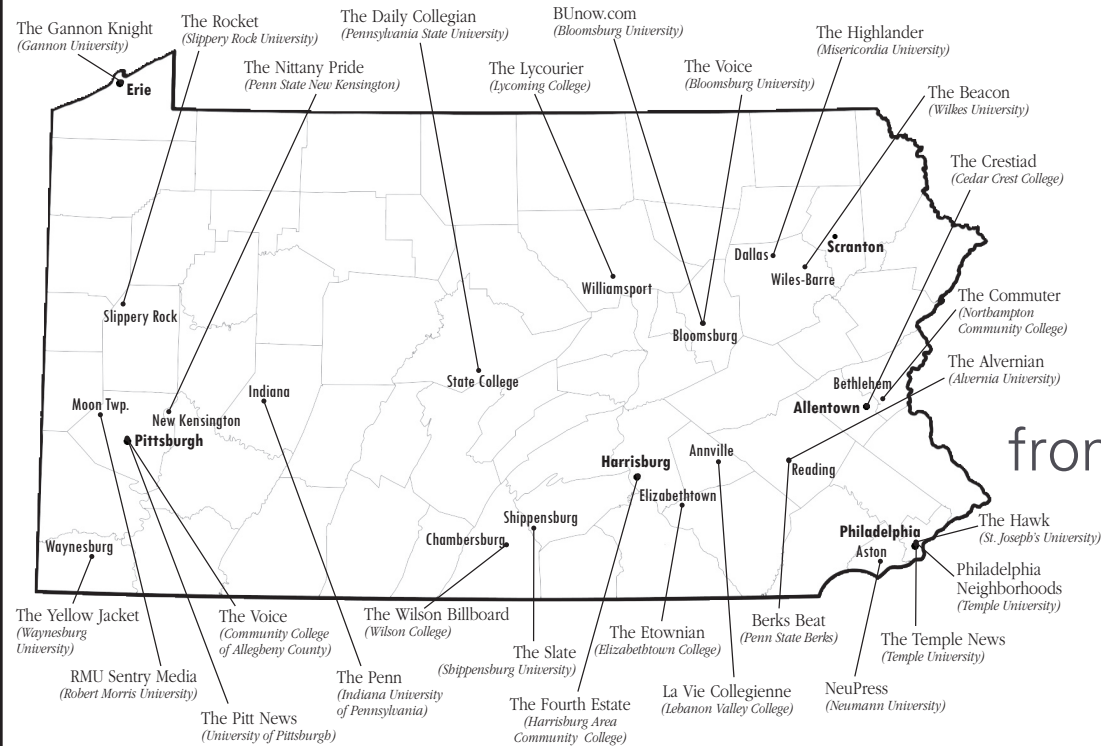 The Gannon Knight
(Gannon University)
The Rocket
(Slippery Rock University)
The Daily Collegian
(Pennsylvania State University)
BUnow.com
(Bloomsburg University)
The Highlander
(Misericordia University)
The Nittany Pride
(Penn State New Kensington)
The Lycourier
(Lycoming College)
The Voice
(Bloomsburg University)
The Beacon
(Wilkes University)
The Crestiad
(Cedar Crest College)
The Commuter
(Northampton
Community College)
The Alvernian
(Alvernia University)
Erie
Scranton
Dallas
Wiles-Barre
Williamsport
Slippery Rock
Bloomsburg
State College
Bethlehem
Allentown
Indiana
Moon Twp.
New Kensington
Pittsburgh
Annville
Harrisburg
Reading
Elizabethtown
Shippensburg
Chambersburg
Waynesburg
Philadelphia
Aston
fron
The Hawk
(St. Joseph's University)
Philadelphia
Neighborhoods
(Temple University)
The Temple News
(Temple University)
The Yellow Jacket
(Waynesburg
University)
The Voice
(Community College
of Allegheny County)
The Wilson Billboard
(Wilson College)
The Etownian
(Elizabethtown College)
Berks Beat
(Penn State Berks)
RMU Sentry Media
(Robert Morris University)
The Penn
(Indiana University
of Pennsylvania)
The Slate
(Shippensburg University)
La Vie Collegienne
(Lebanon Valley College)
NeuPress
(Neumann University)
The Pitt News
(University of Pittsburgh)
The Fourth Estate
(Harrisburg Area
Community College)